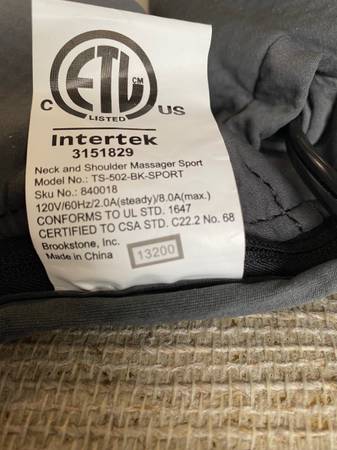 ETL CM
LISTED
C US
Intertek
3151829
Neck and Shoulder Massager Sport
Model No.: TS-502-BK-SPORT
Sku No.: 840018
120V/60Hz/2.0A(steady)/8.0A(max.)
CONFORMS TO UL STD. 1647
CERTIFIED TO CSA STD. C22.2 No. 68
Brookstone, Inc.
Made in China
13200